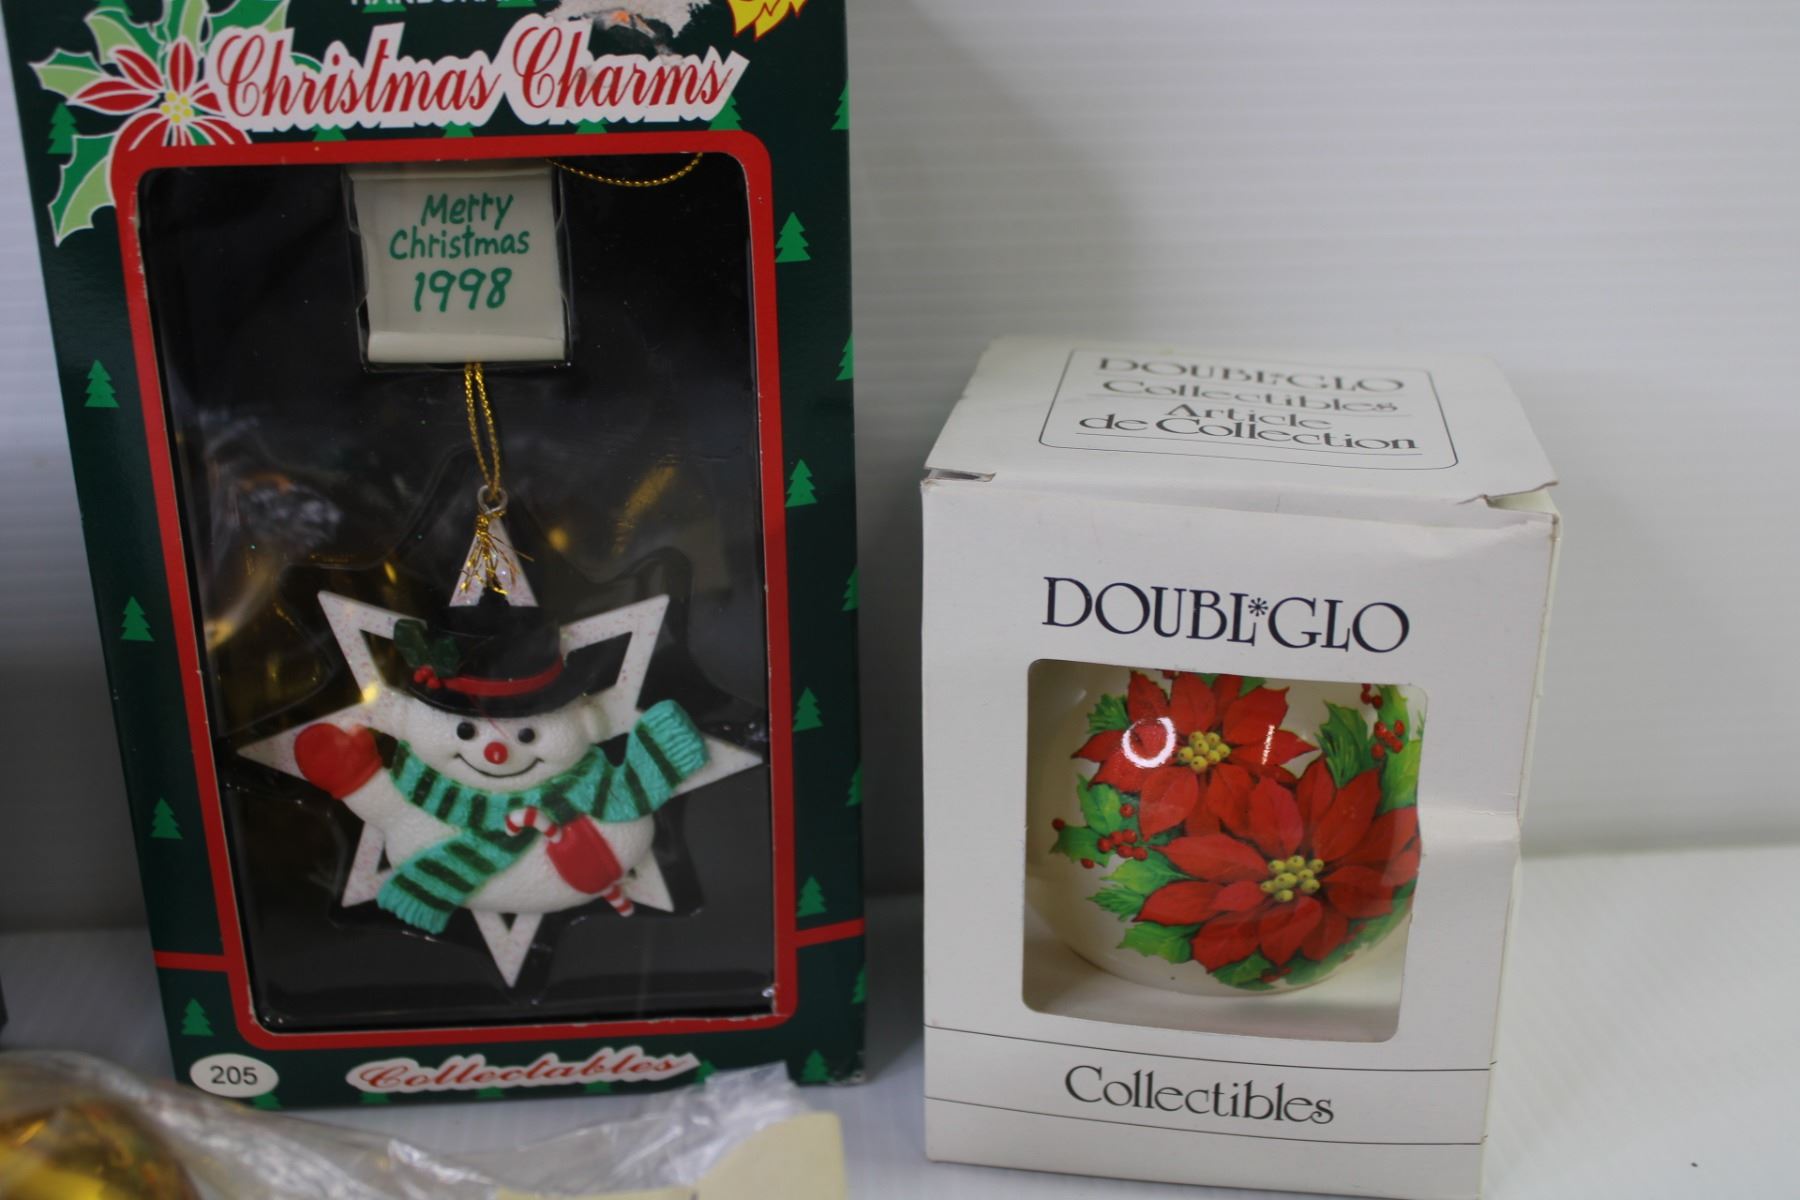 Christmas Charms
Merry
Christmas
1998
205
Collectables
DOUBL*GLO
Collectibles
Article
de Collection
DOUBL*GLO
Collectibles